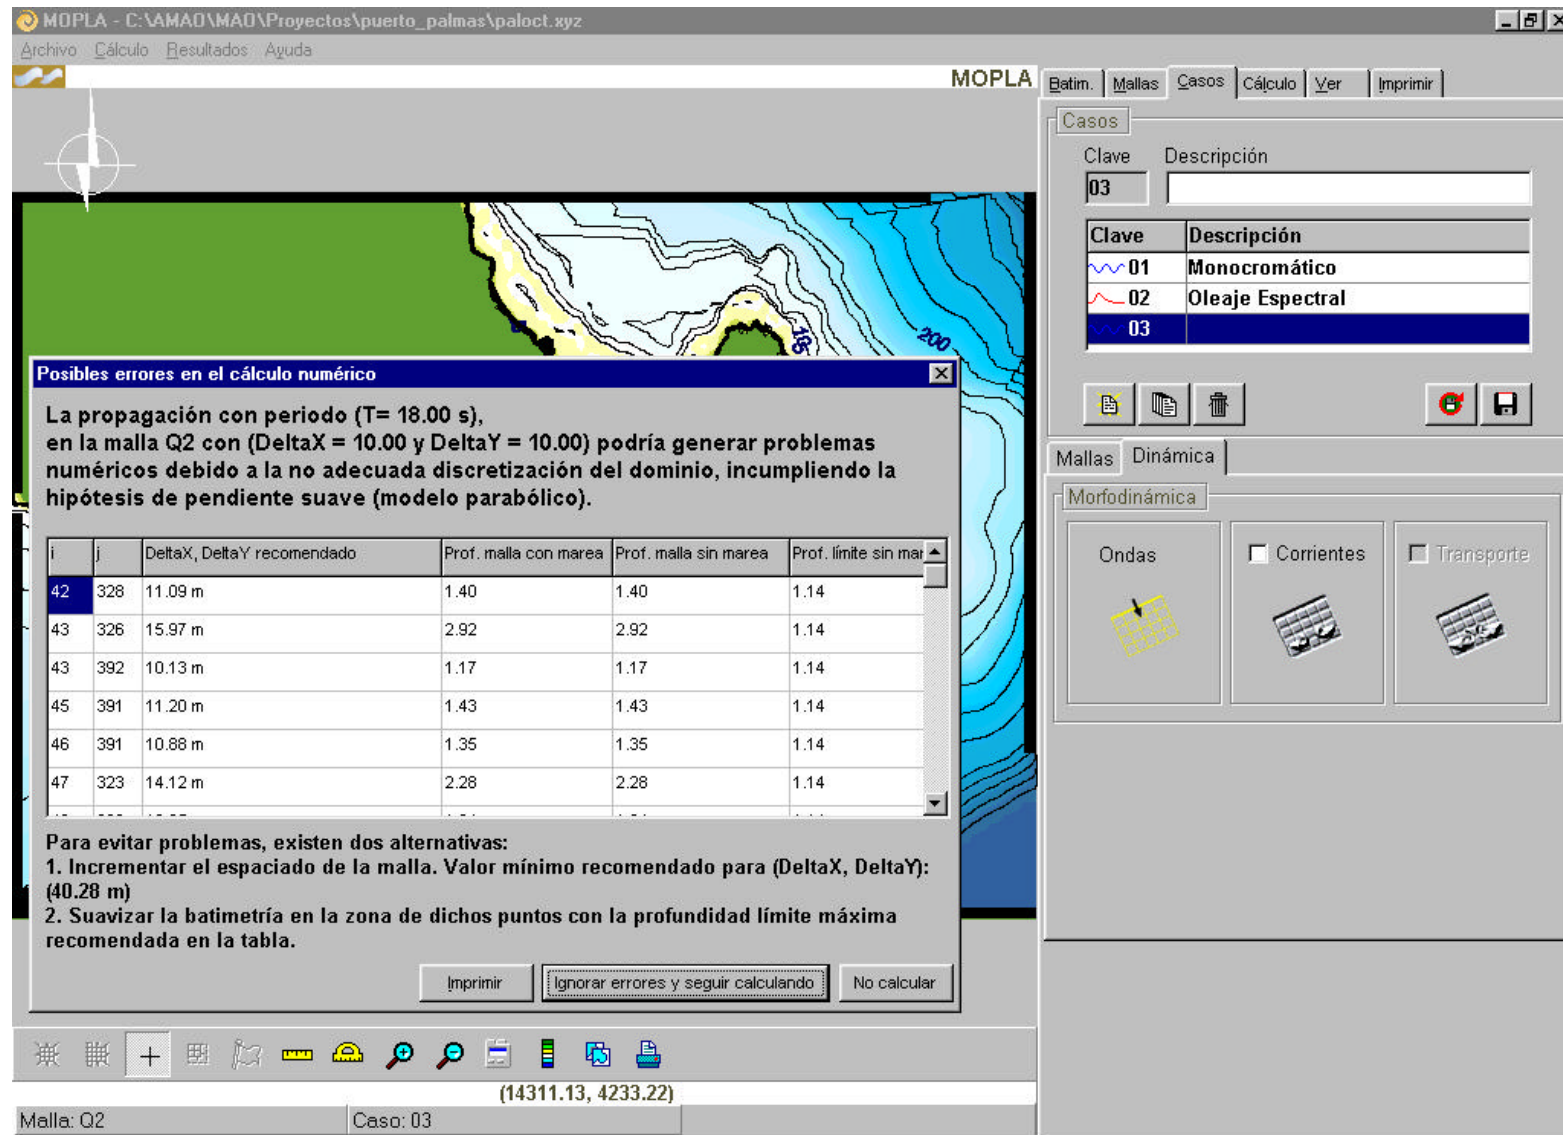 MOPLA - C:\AMAO\MAO\Proyectos\puerto_palmas\paloct.xyz
Archivo Cálculo Resultados Ayuda
MOPLA
Batim. Mallas Casos Cálculo Ver Imprimir
Casos
Clave Descripción
03
Clave Descripción
01 Monocromático
02 Oleaje Espectral
03
200
18
Posibles errores en el cálculo numérico
La propagación con periodo (T= 18.00 s),
en la malla Q2 con (DeltaX = 10.00 y DeltaY = 10.00) podría generar problemas
numéricos debido a la no adecuada discretización del dominio, incumpliendo la
hipótesis de pendiente suave (modelo parabólico).
i j DeltaX, DeltaY recomendado Prof. malla con marea Prof. malla sin marea Prof. límite sin mar
42 328 11.09 m 1.40 1.40 1.14
43 326 15.97 m 2.92 2.92 1.14
43 392 10.13 m 1.17 1.17 1.14
45 391 11.20 m 1.43 1.43 1.14
46 391 10.88 m 1.35 1.35 1.14
47 323 14.12 m 2.28 2.28 1.14
Para evitar problemas, existen dos alternativas:
1. Incrementar el espaciado de la malla. Valor mínimo recomendado para (DeltaX, DeltaY):
(40.28 m)
2. Suavizar la batimetría en la zona de dichos puntos con la profundidad límite máxima
recomendada en la tabla.
Imprimir Ignorar errores y seguir calculando No calcular
Mallas Dinámica
Morfodinámica
Ondas Corrientes Transporte
(14311.13, 4233.22)
Malla: Q2 Caso: 03